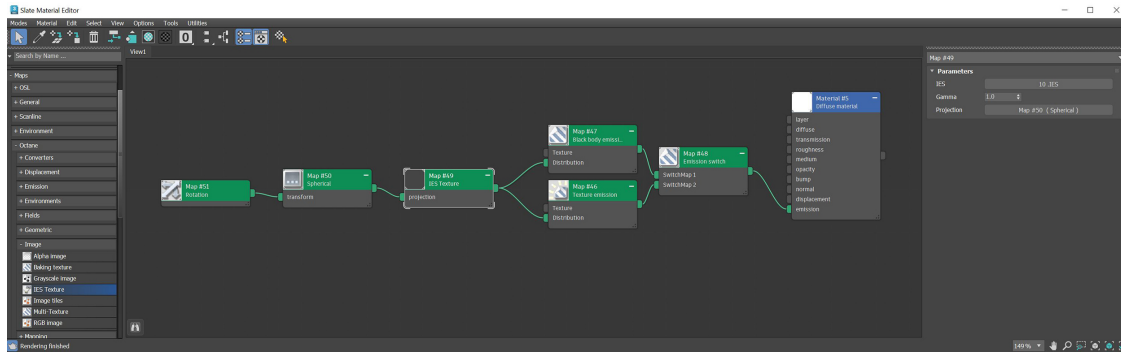 Slate Material Editor
Modes Material Edit Select View Options Tools Utilities
Search by Name ...
View1
- Maps
+ OSL
+ General
+ Scanline
+ Environment
- Octane
+ Converters
+ Displacement
+ Emission
+ Environments
+ Fields
+ Geometric
- Image
Alpha image
Baking texture
Grayscale image
IES Texture
Image tiles
Multi-Texture
RGB image
+ Mapping
Rendering finished
Map #51
Rotation
Map #50
Spherical
transform
Map #49
IES Texture
projection
Map #47
Black body emissi...
Texture
Distribution
Map #46
Texture emission
Texture
Distribution
Map #48
Emission switch
SwitchMap 1
SwitchMap 2
Material #5
Diffuse material
layer
diffuse
transmission
roughness
medium
opacity
bump
normal
displacement
emission
Map #49
Parameters
IES 10.IES
Gamma 1.0
Projection Map #50 ( Spherical )
149%